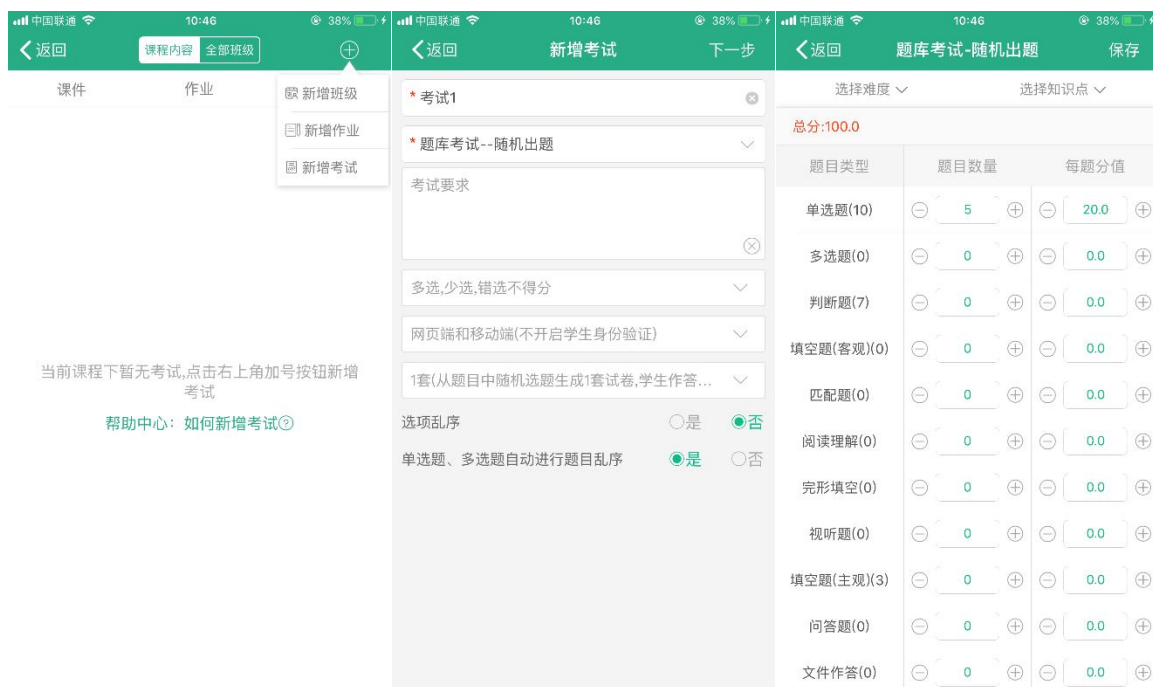 中国联通
10:46
38%
返回
课程内容
全部班级
课件
作业
新增班级
新增作业
新增考试
当前课程下暂无考试,点击右上角加号按钮新增
考试
帮助中心：如何新增考试?
中国联通
10:46
38%
返回
新增考试
下一步
* 考试1
* 题库考试--随机出题
考试要求
多选,少选,错选不得分
网页端和移动端(不开启学生身份验证)
1套(从题目中随机选题生成1套试卷,学生作答...
选项乱序 是 否
单选题、多选题自动进行题目乱序 是 否
中国联通
10:46
38%
返回
题库考试-随机出题
保存
选择难度
选择知识点
总分:100.0
题目类型 题目数量 每题分值
单选题(10) 5 20.0
多选题(0) 0 0.0
判断题(7) 0 0.0
填空题(客观)(0) 0 0.0
匹配题(0) 0 0.0
阅读理解(0) 0 0.0
完形填空(0) 0 0.0
视听题(0) 0 0.0
填空题(主观)(3) 0 0.0
问答题(0) 0 0.0
文件作答(0) 0 0.0